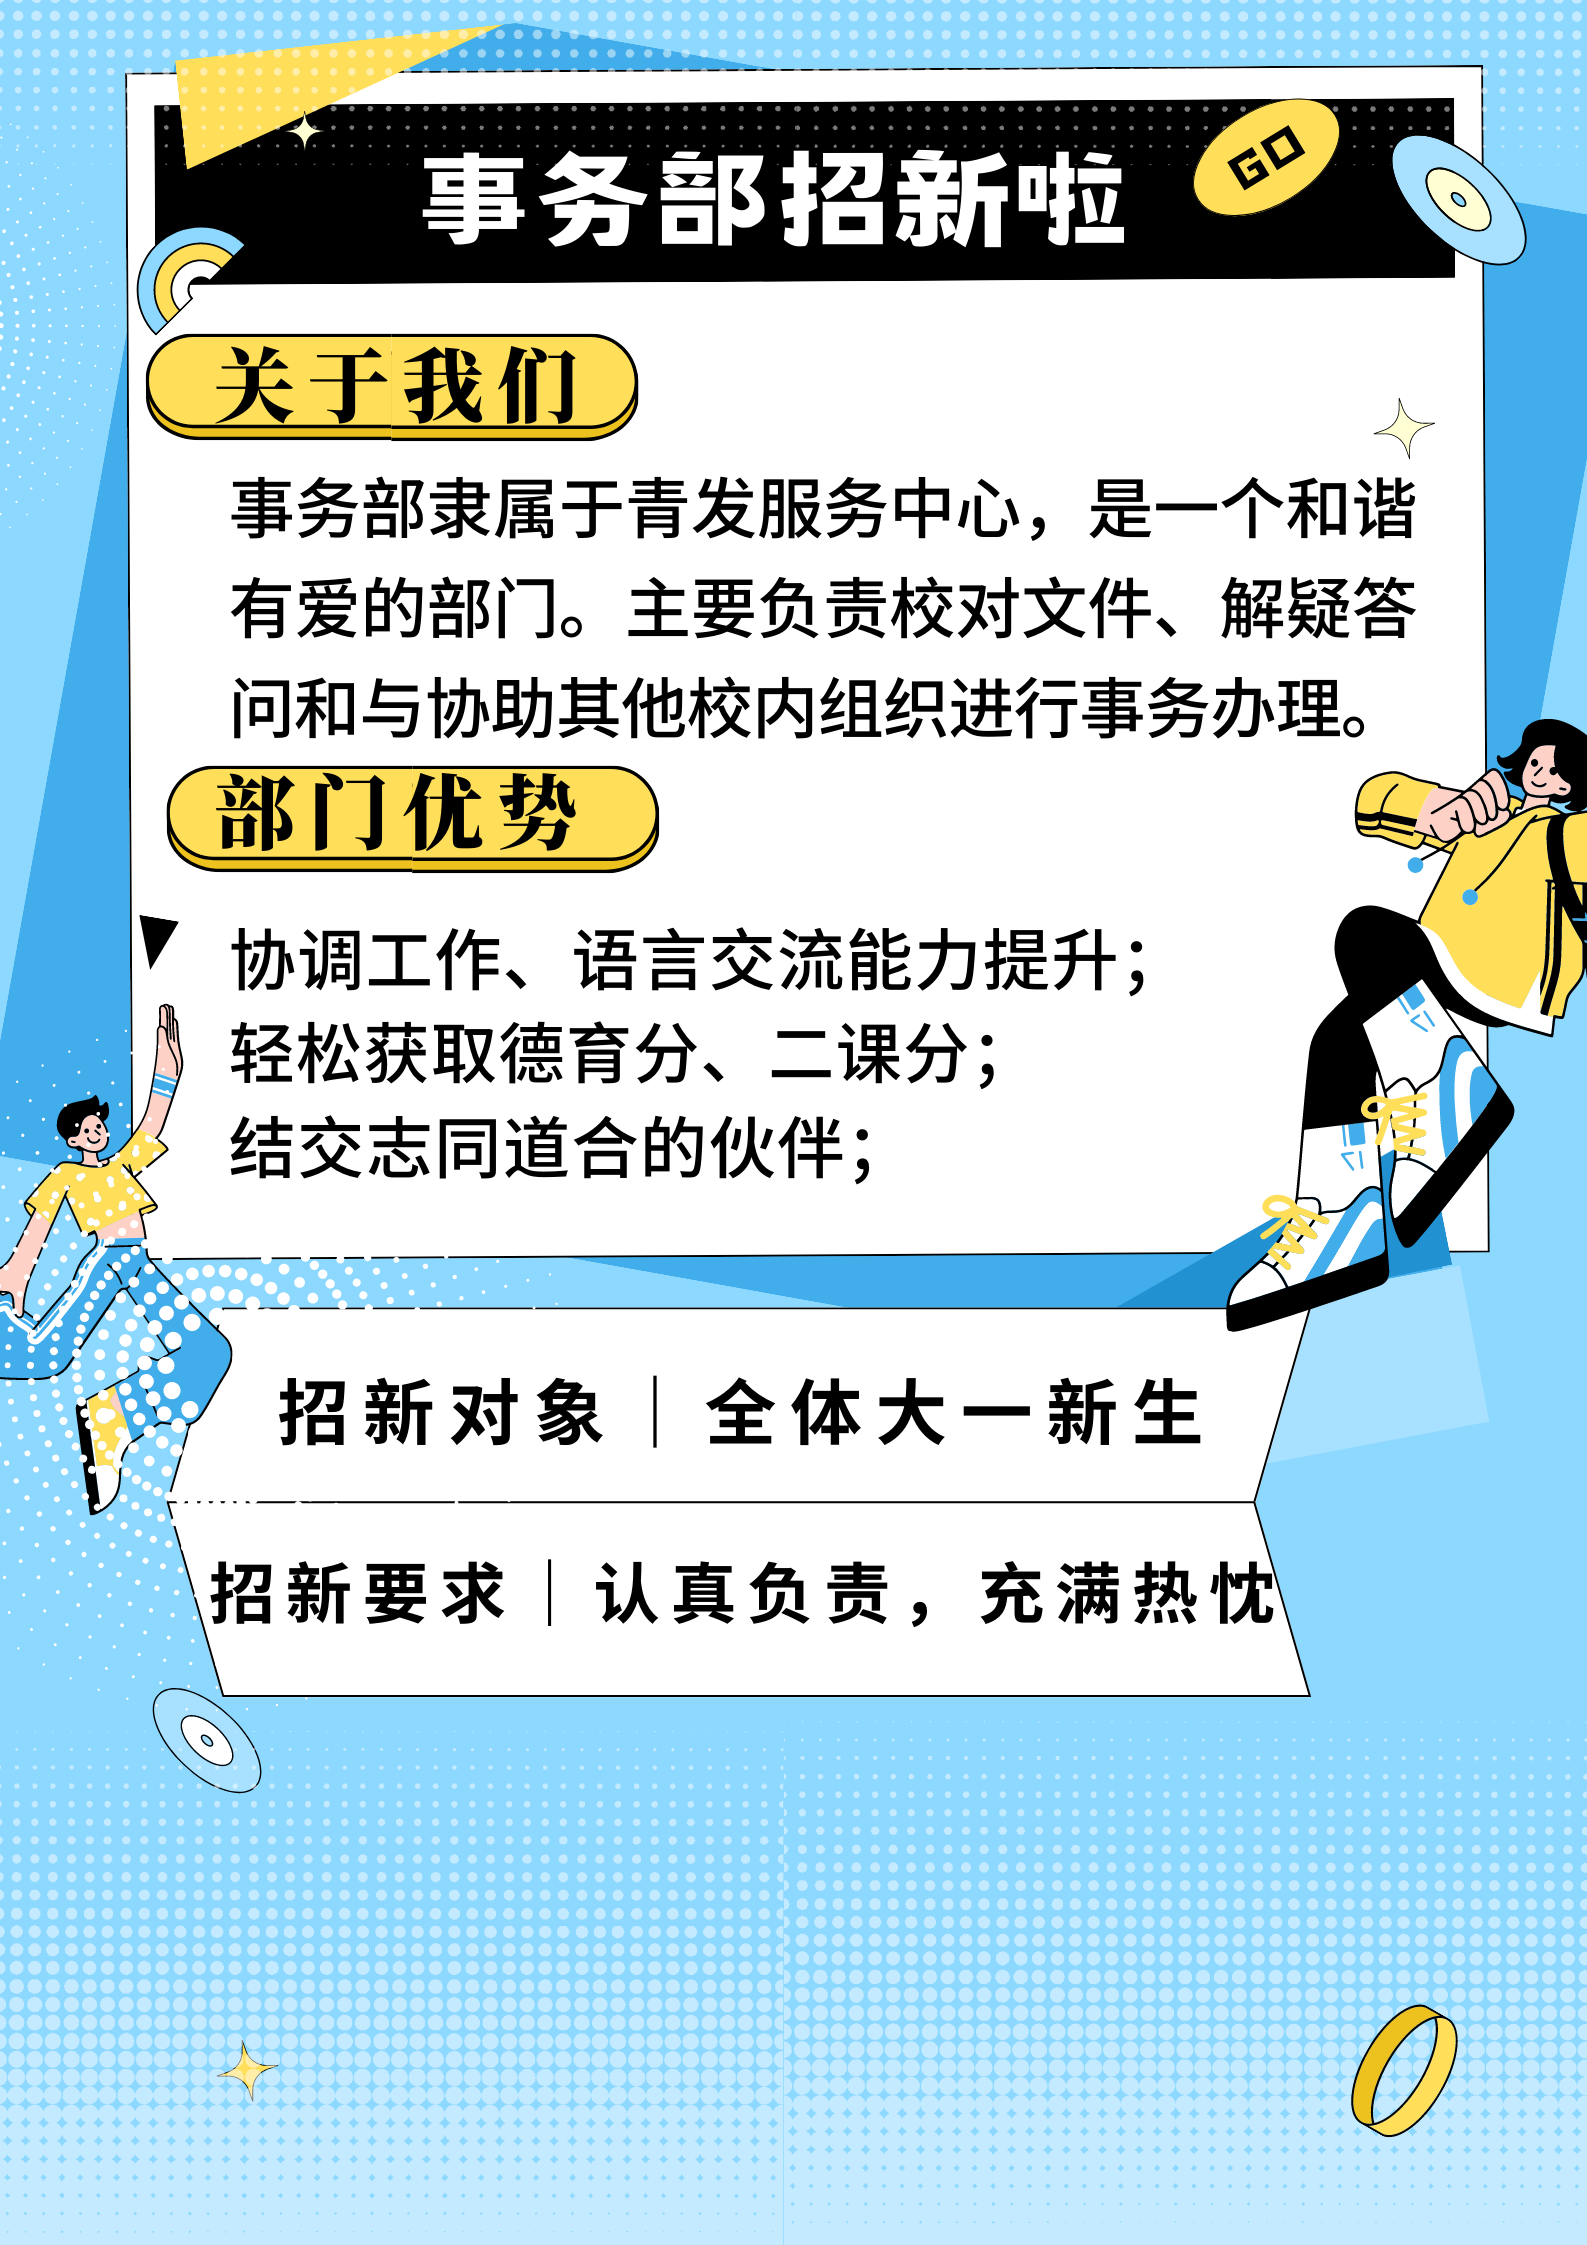 事务部招新啦
GO
关于我们
事务部隶属于青发服务中心，是一个和谐
有爱的部门。主要负责校对文件、解疑答
问和与协助其他校内组织进行事务办理。
部门优势
协调工作、语言交流能力提升；
轻松获取德育分、二课分；
结交志同道合的伙伴；
招新对象｜全体大一新生
招新要求｜认真负责，充满热忱